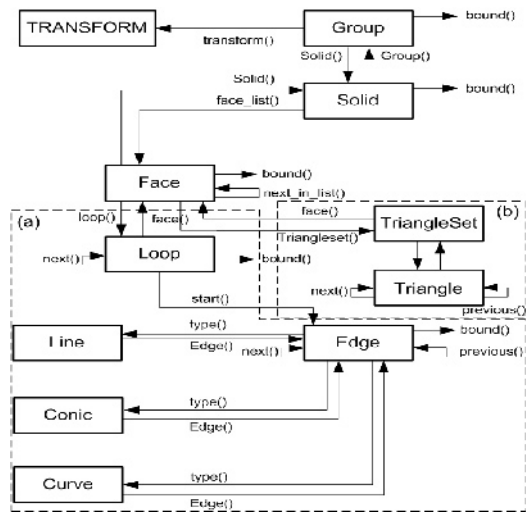 TRANSFORM
Group
bound()
transform()
Solid()
Group()
Solid()
face_list()
Solid
bound()
Face
bound()
next_in_list()
(a)
loop()
face()
face()
(b)
TriangleSet
Triangleset()
next()
Loop
bound()
next()
Triangle
previous()
start()
Line
type()
Edge()
next()
Edge
bound()
previous()
Conic
type()
Edge()
Curve
type()
Edge()